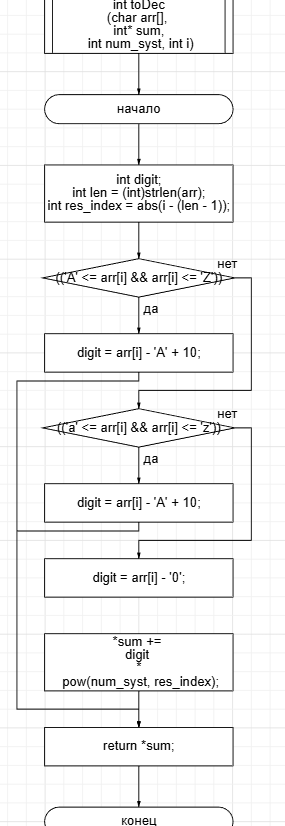 int toDec
(char arr[],
int* sum,
int num_syst, int i)
начало
int digit;
int len = (int)strlen(arr);
int res_index = abs(i - (len - 1));
нет
(('A' <= arr[i] && arr[i] <= 'Z'))
да
digit = arr[i] - 'A' + 10;
нет
(('a' <= arr[i] && arr[i] <= 'z'))
да
digit = arr[i] - 'A' + 10;
digit = arr[i] - '0';
*sum +=
digit
*
pow(num_syst, res_index);
return *sum;
конец